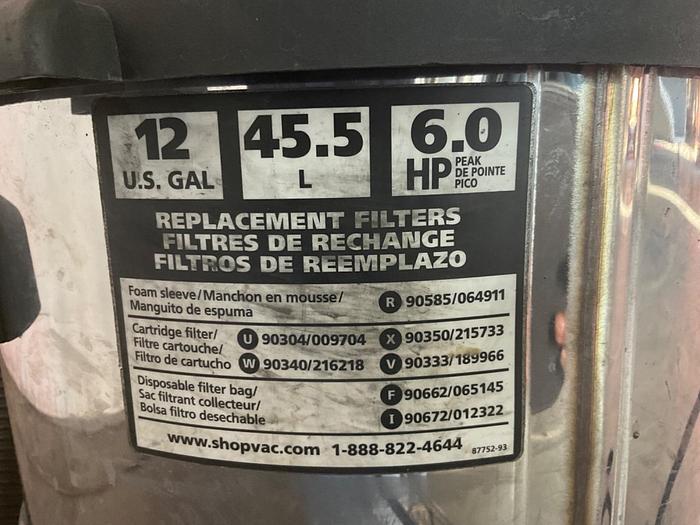 12
U.S. GAL
45.5
L
6.0
HP PEAK
DE POINTE
PICO
REPLACEMENT FILTERS
FILTRES DE RECHANGE
FILTROS DE REEMPLAZO
Foam sleeve/Manchon en mousse/
Manguito de espuma
R 90585/064911
Cartridge filter/
Filtre cartouche/
Filtro de cartucho
U 90304/009704 X 90350/215733
W 90340/216218 V 90333/189966
Disposable filter bag/
Sac filtrant collecteur/
Bolsa filtro desechable
F 90662/065145
I 90672/012322
www.shopvac.com 1-888-822-4644 87752-93